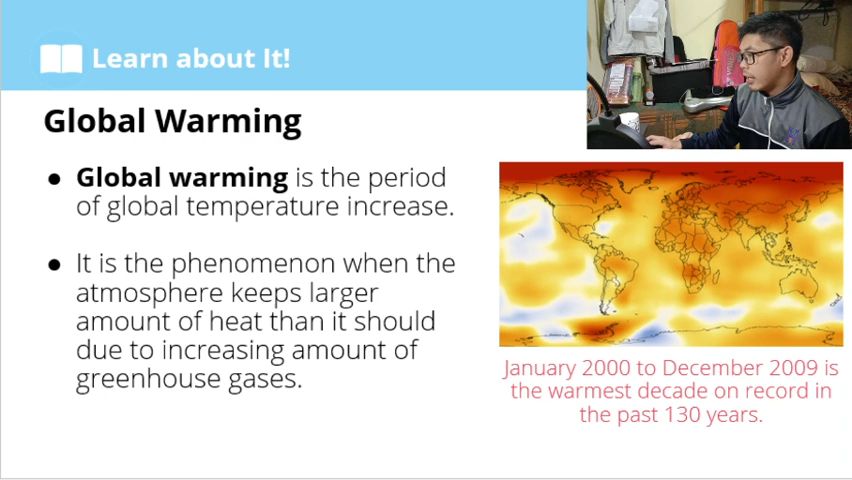 Learn about It!
Global Warming
● Global warming is the period
of global temperature increase.
● It is the phenomenon when the
atmosphere keeps larger
amount of heat than it should
due to increasing amount of
greenhouse gases.
January 2000 to December 2009 is
the warmest decade on record in
the past 130 years.